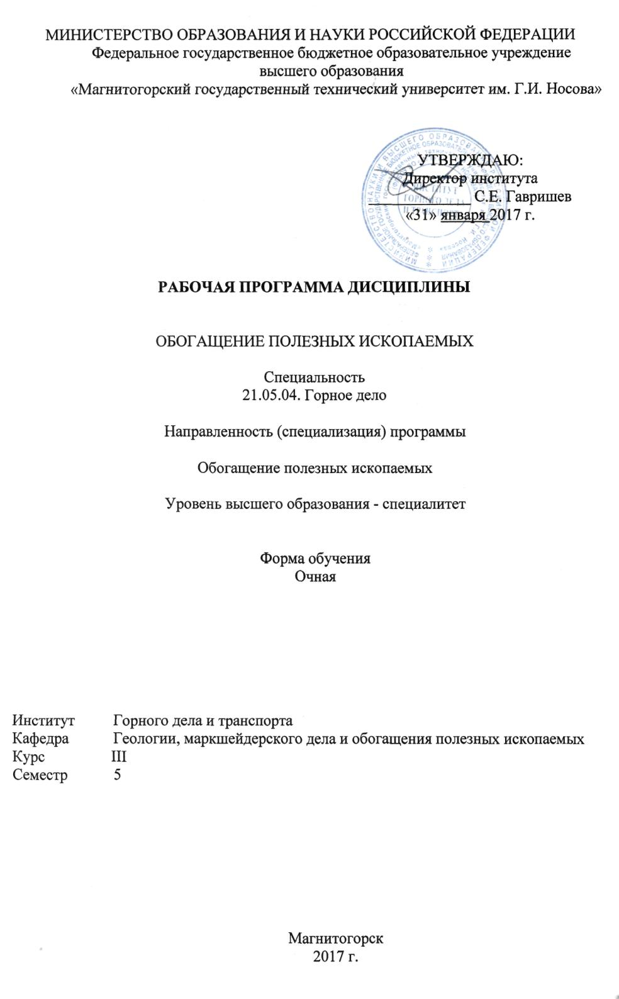 МИНИСТЕРСТВО ОБРАЗОВАНИЯ И НАУКИ РОССИЙСКОЙ ФЕДЕРАЦИИ
Федеральное государственное бюджетное образовательное учреждение
высшего образования
«Магнитогорский государственный технический университет им. Г.И. Носова»
УТВЕРЖДАЮ:
Директор института
С.Е. Гавришев
«31» января 2017 г.
РАБОЧАЯ ПРОГРАММА ДИСЦИПЛИНЫ
ОБОГАЩЕНИЕ ПОЛЕЗНЫХ ИСКОПАЕМЫХ
Специальность
21.05.04. Горное дело
Направленность (специализация) программы
Обогащение полезных ископаемых
Уровень высшего образования - специалитет
Форма обучения
Очная
Институт Горного дела и транспорта
Кафедра Геологии, маркшейдерского дела и обогащения полезных ископаемых
Курс III
Семестр 5
Магнитогорск
2017 г.